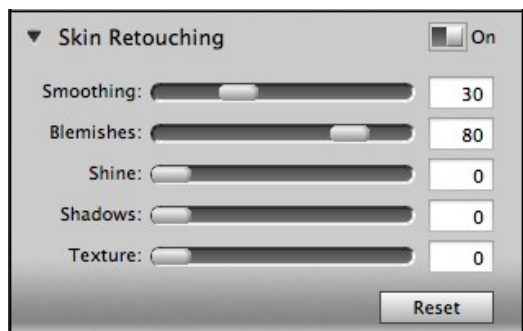 Skin Retouching On
Smoothing: 30
Blemishes: 80
Shine: 0
Shadows: 0
Texture: 0
Reset